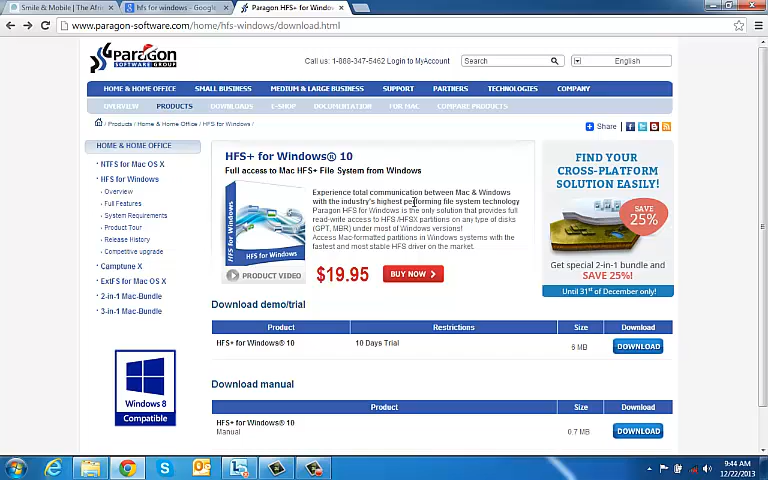 Smile & Mobile | The Afri
hfs for windows - Google
Paragon HFS+ for Window
www.paragon-software.com/home/hfs-windows/download.html
Paragon
SOFTWARE GROUP
Call us: 1-888-347-5462 Login to MyAccount
Search
English
HOME & HOME OFFICE SMALL BUSINESS MEDIUM & LARGE BUSINESS SUPPORT PARTNERS TECHNOLOGIES COMPANY
OVERVIEW PRODUCTS DOWNLOADS E-SHOP DOCUMENTATION FOR MAC COMPARE PRODUCTS
/ Products / Home & Home Office / HFS for Windows /
Share
HOME & HOME OFFICE
NTFS for Mac OS X
HFS for Windows
Overview
Full Features
System Requirements
Product Tour
Release History
Competitive upgrade
Camptune X
ExtFS for Mac OS X
2-in-1 Mac-Bundle
3-in-1 Mac-Bundle
Windows 8
Compatible
HFS+ for Windows® 10
Full access to Mac HFS+ File System from Windows
HFS for Windows
HFS for Windows
PRODUCT VIDEO
Experience total communication between Mac & Windows
with the industry's highest performing file system technology
Paragon HFS for Windows is the only solution that provides full
read-write access to HFS /HFSX partitions on any type of disks
(GPT, MBR) under most of Windows versions!
Access Mac-formatted partitions in Windows systems with the
fastest and most stable HFS driver on the market.
$19.95
BUY NOW
FIND YOUR
CROSS-PLATFORM
SOLUTION EASILY!
SAVE
25%
Get special 2-in-1 bundle and
SAVE 25%!
Until 31st of December only!
Download demo/trial
Product Restrictions Size Download
HFS+ for Windows® 10 10 Days Trial 6 MB DOWNLOAD
Download manual
Product Size Download
HFS+ for Windows® 10
Manual
0.7 MB DOWNLOAD
9:44 AM
12/22/2013